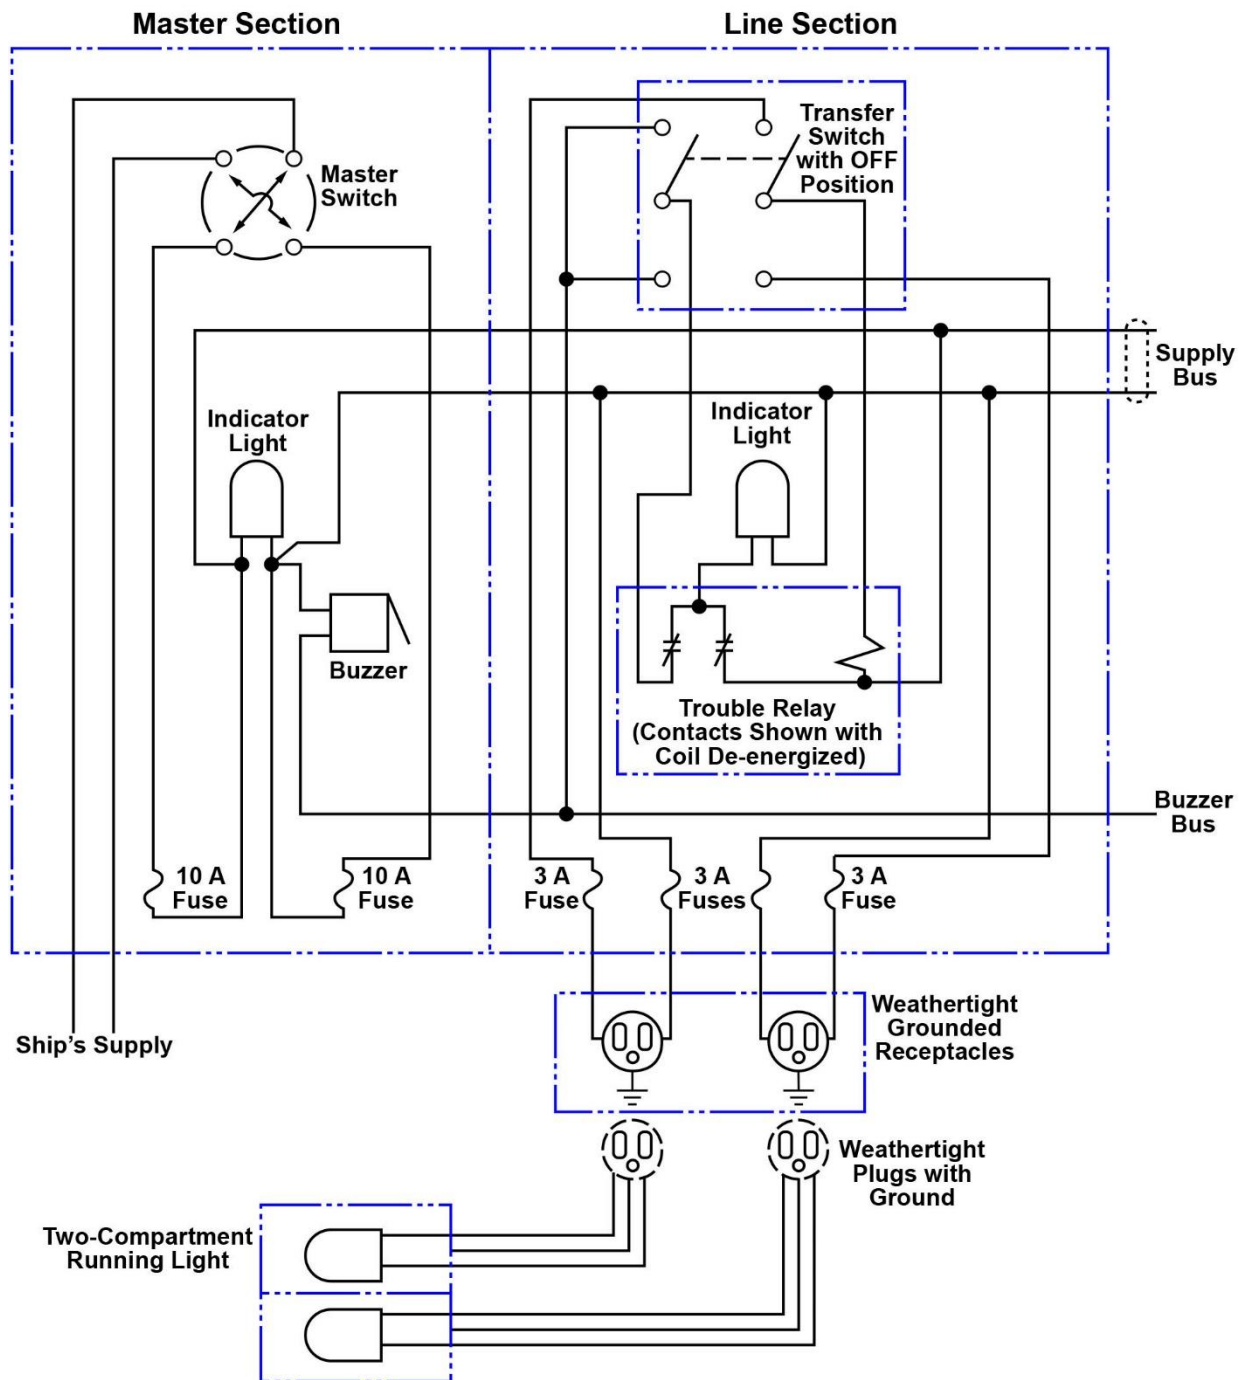 Master Section
Line Section
Transfer
Switch
with OFF
Position
Master
Switch
Supply
Bus
Indicator
Light
Indicator
Light
Buzzer
Trouble Relay
(Contacts Shown with
Coil De-energized)
Buzzer
Bus
10 A
Fuse
10 A
Fuse
3 A
Fuse
3 A
Fuses
3 A
Fuse
Ship's Supply
Weathertight
Grounded
Receptacles
Weathertight
Plugs with
Ground
Two-Compartment
Running Light